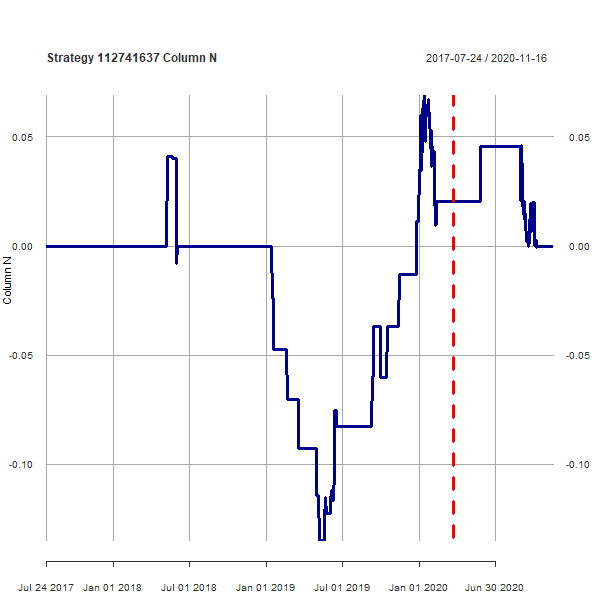 Strategy 112741637 Column N
2017-07-24 / 2020-11-16
0.05
0.05
0.00
0.00
Column N
-0.05
-0.05
-0.10
-0.10
Jul 24 2017
Jan 01 2018
Jul 01 2018
Jan 01 2019
Jul 01 2019
Jan 01 2020
Jun 30 2020